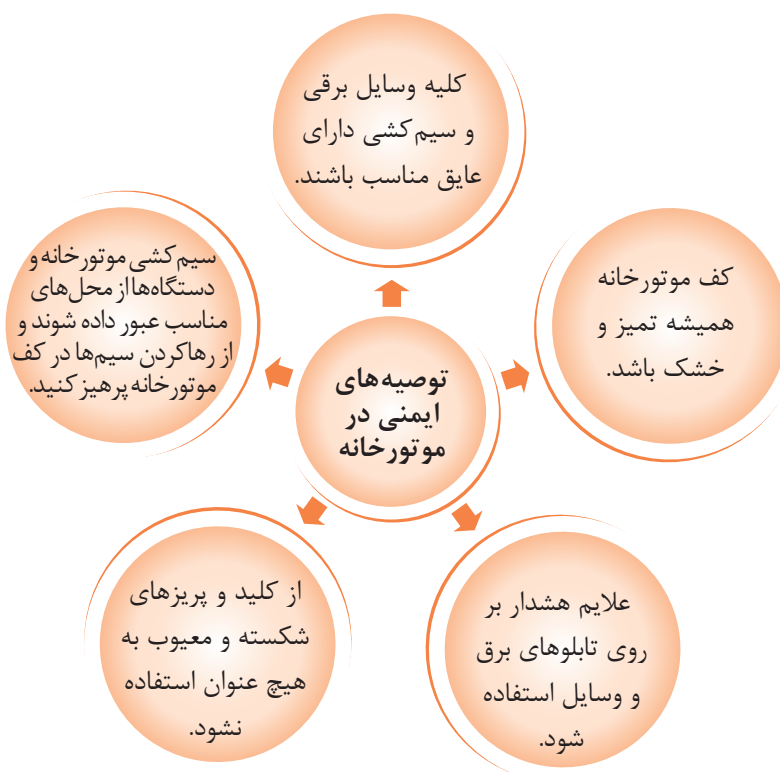 توصیه‌های
ایمنی در
موتورخانه
کلیه وسایل برقی
و سیم‌کشی دارای
عایق مناسب باشند.
کف موتورخانه
همیشه تمیز و
خشک باشد.
علایم هشدار بر
روی تابلوهای برق
و وسایل استفاده
شود.
از کلید و پریزهای
شکسته و معیوب به
هیچ عنوان استفاده
نشود.
سیم‌کشی موتورخانه و
دستگاه‌ها از محل‌های
مناسب عبور داده شوند و
از رهاکردن سیم‌ها در کف
موتورخانه پرهیز کنید.